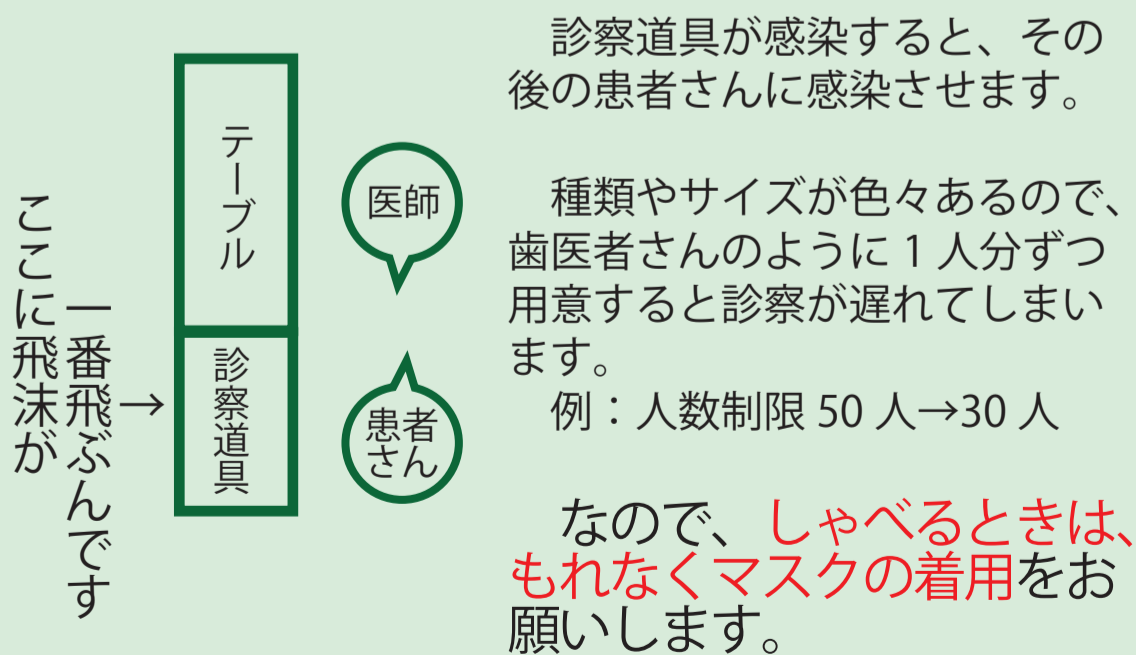 ここに飛沫が
一番飛ぶんです
→
テーブル
診察道具
医師
患者
さん
診察道具が感染すると、その
後の患者さんに感染させます。
種類やサイズが色々あるので、
歯医者さんのように 1 人分ずつ
用意すると診察が遅れてしまい
ます。
例：人数制限 50 人→30 人
なので、しゃべるときは、
もれなくマスクの着用をお
願いします。